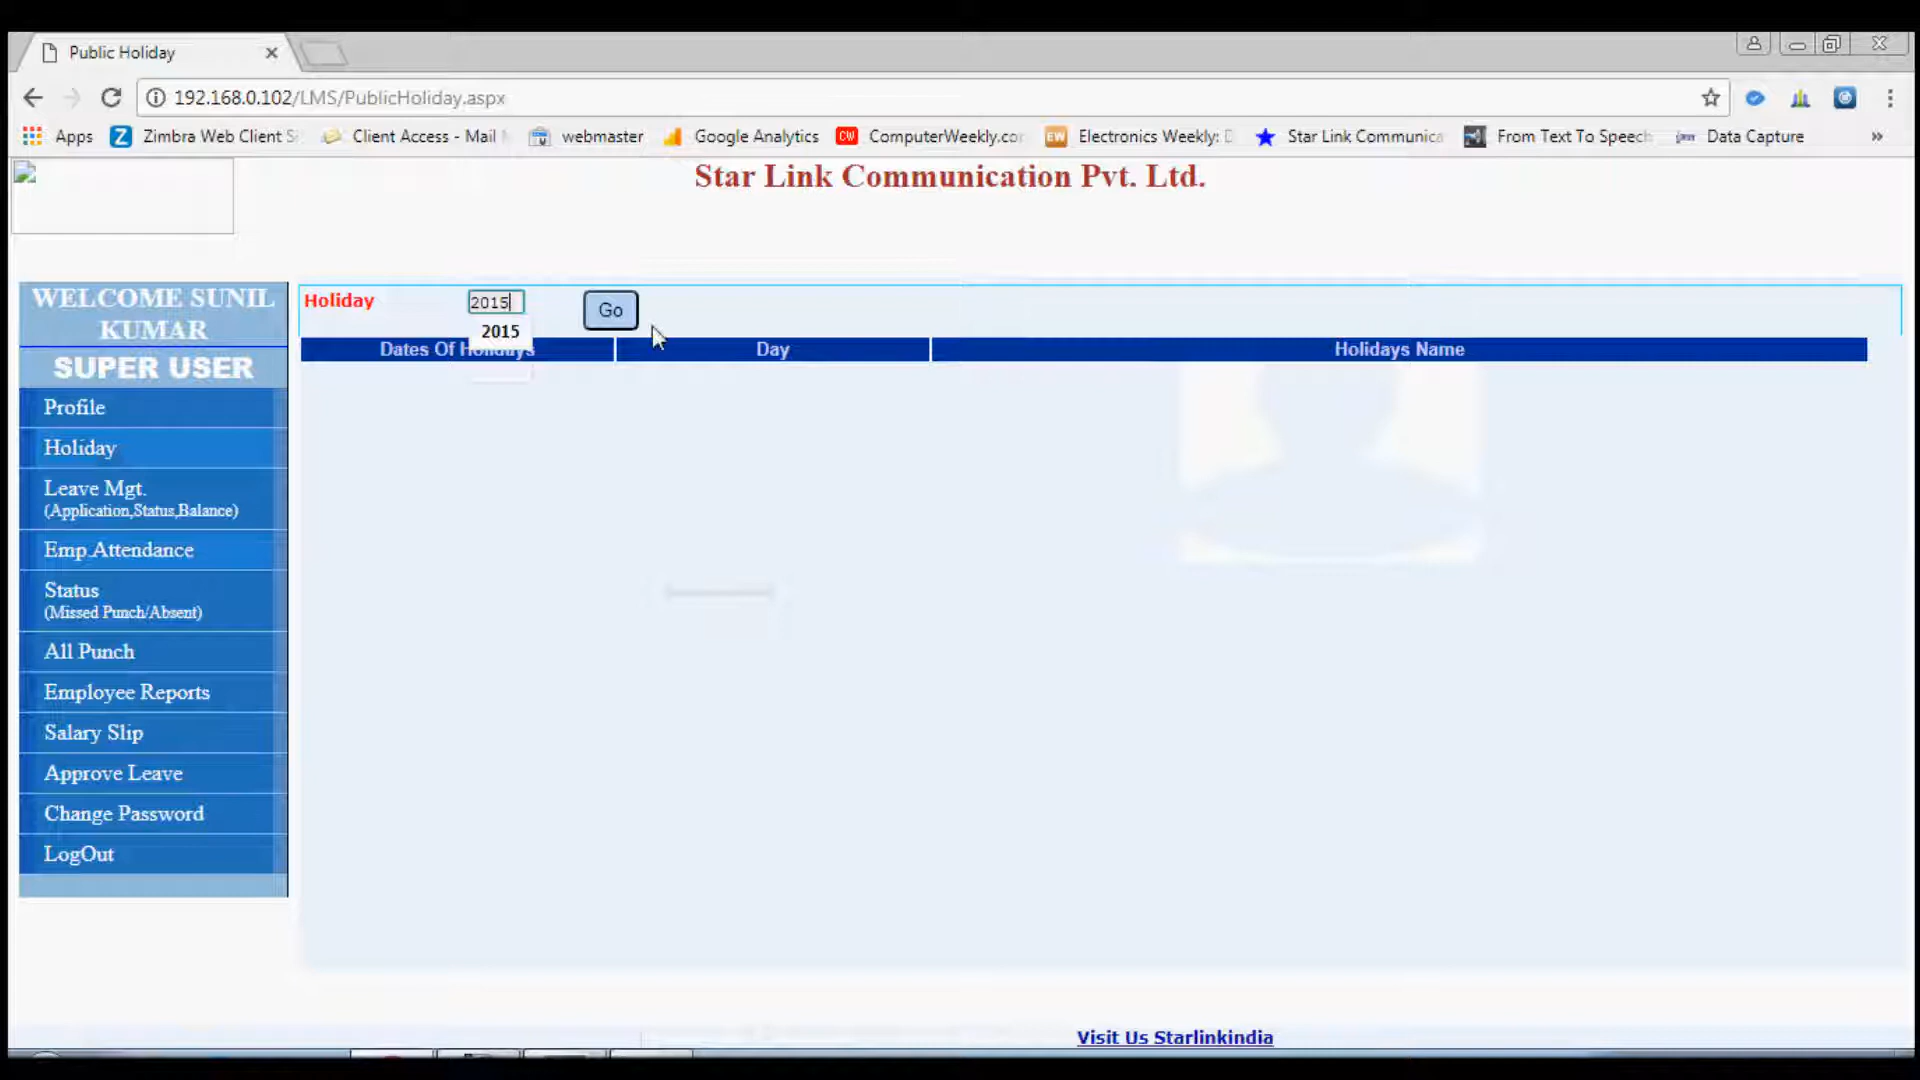 Public Holiday
192.168.0.102/LMS/PublicHoliday.aspx
Apps
Zimbra Web Client S
Client Access - Mail
webmaster
Google Analytics
CW
ComputerWeekly.co
EW
Electronics Weekly:
Star Link Communica
From Text To Speech
Data Capture
»
Star Link Communication Pvt. Ltd.
WELCOME SUNIL
KUMAR
SUPER USER
Profile
Holiday
Leave Mgt.
(Application,Status,Balance)
Emp.Attendance
Status
(Missed Punch/Absent)
All Punch
Employee Reports
Salary Slip
Approve Leave
Change Password
LogOut
Holiday
2015
Go
2015
Dates Of Holidays
Day
Holidays Name
Visit Us Starlinkindia